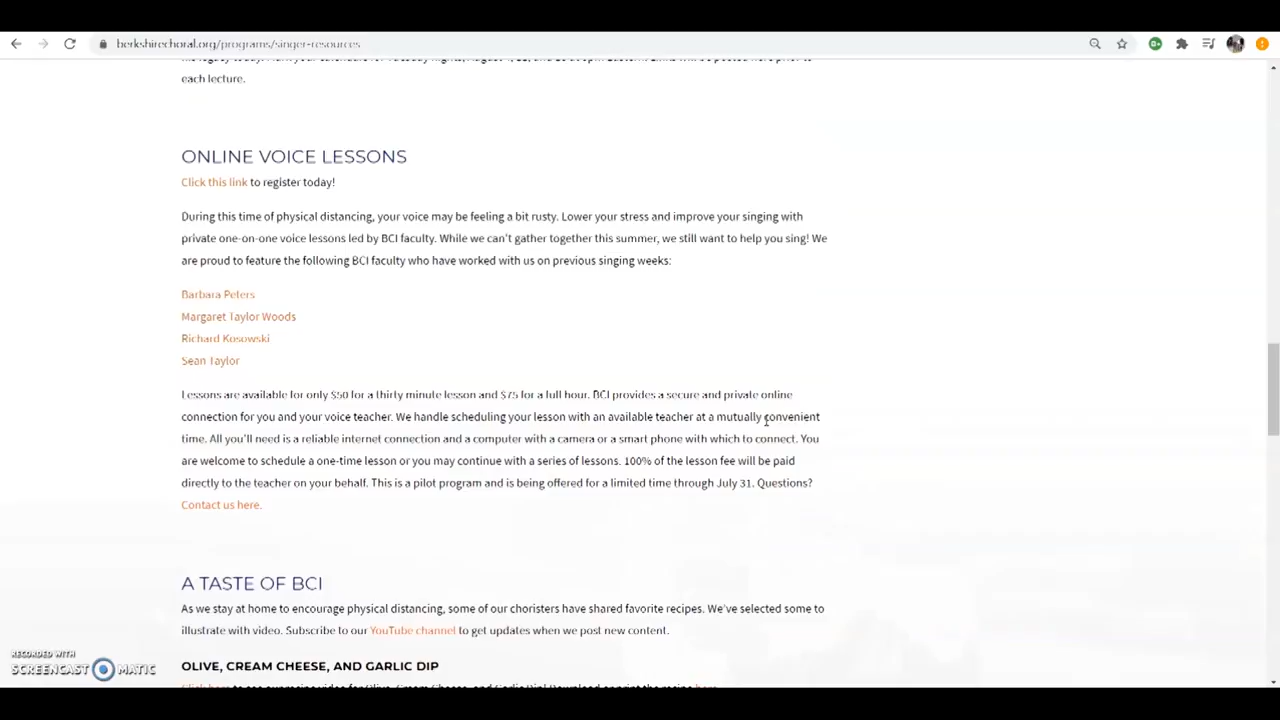 berkshirechoral.org/programs/singer-resources
each lecture.
ONLINE VOICE LESSONS
Click this link to register today!
During this time of physical distancing, your voice may be feeling a bit rusty. Lower your stress and improve your singing with
private one-on-one voice lessons led by BCI faculty. While we can't gather together this summer, we still want to help you sing! We
are proud to feature the following BCI faculty who have worked with us on previous singing weeks:
Barbara Peters
Margaret Taylor Woods
Richard Kosowski
Sean Taylor
Lessons are available for only $50 for a thirty minute lesson and $75 for a full hour. BCI provides a secure and private online
connection for you and your voice teacher. We handle scheduling your lesson with an available teacher at a mutually convenient
time. All you'll need is a reliable internet connection and a computer with a camera or a smart phone with which to connect. You
are welcome to schedule a one-time lesson or you may continue with a series of lessons. 100% of the lesson fee will be paid
directly to the teacher on your behalf. This is a pilot program and is being offered for a limited time through July 31. Questions?
Contact us here.
A TASTE OF BCI
As we stay at home to encourage physical distancing, some of our choristers have shared favorite recipes. We've selected some to
illustrate with video. Subscribe to our YouTube channel to get updates when we post new content.
RECORDED WITH
SCREENCAST MATIC
OLIVE, CREAM CHEESE, AND GARLIC DIP